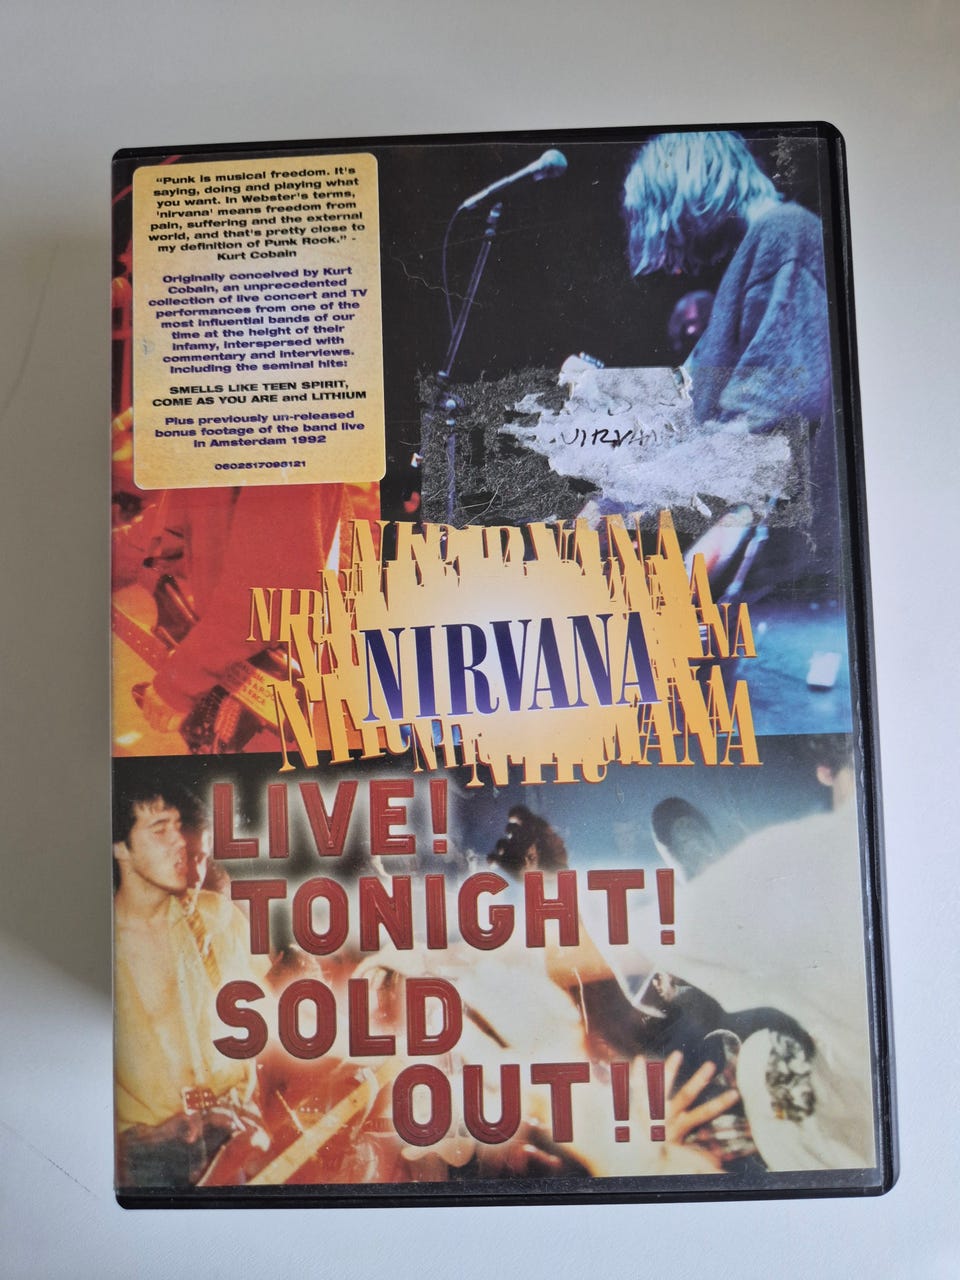 “Punk is musical freedom. It's
saying, doing and playing what
you want. In Webster's terms,
'nirvana' means freedom from
pain, suffering and the external
world, and that's pretty close to
my definition of Punk Rock.” -
Kurt Cobain
Originally conceived by Kurt
Cobain, an unprecedented
collection of live concert and TV
performances from one of the
most influential bands of our
time at the height of their
infamy, interspersed with
commentary and interviews.
Including the seminal hits:
SMELLS LIKE TEEN SPIRIT,
COME AS YOU ARE and LITHIUM
Plus previously un-released
bonus footage of the band live
in Amsterdam 1992
0602517098121
NIRVANA
LIVE!
TONIGHT!
SOLD
OUT!!